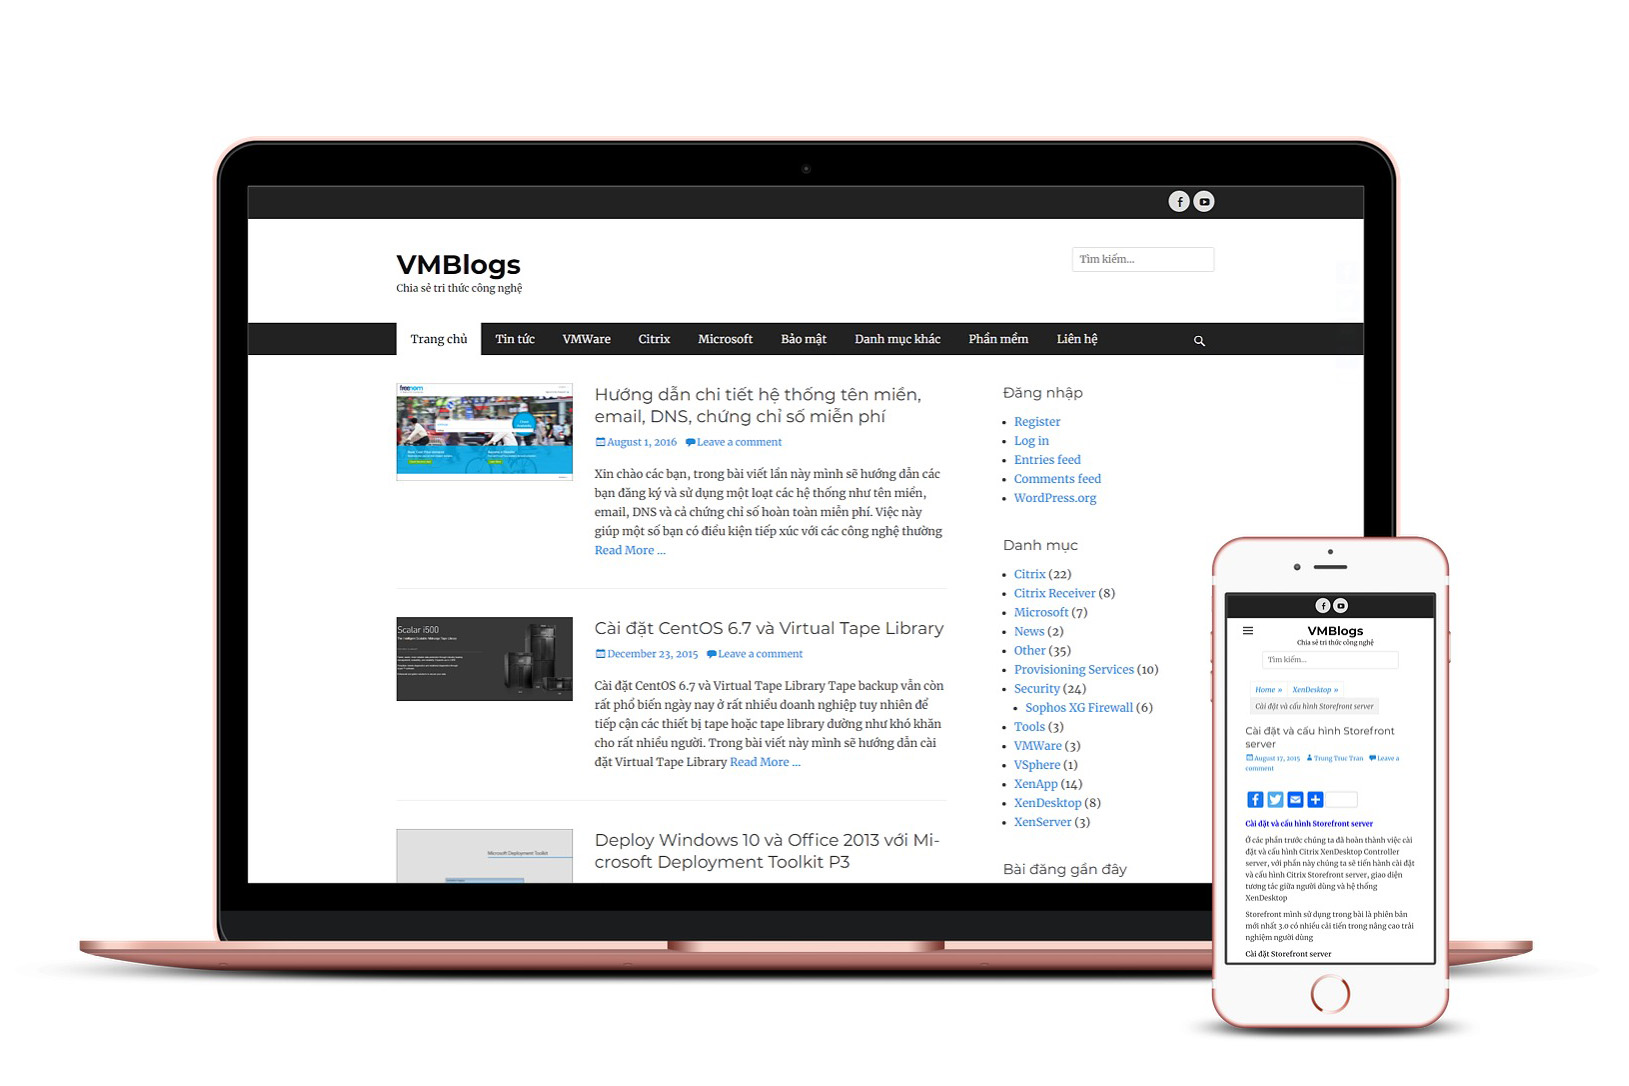 VMBlogs
Chia sẻ tri thức công nghệ
Tìm kiếm...
Trang chủ
Tin tức
VMWare
Citrix
Microsoft
Bảo mật
Danh mục khác
Phần mềm
Liên hệ
freenom
Hướng dẫn chi tiết hệ thống tên miền,
email, DNS, chứng chỉ số miễn phí
August 1, 2016 Leave a comment
Xin chào các bạn, trong bài viết lần này mình sẽ hướng dẫn các
bạn đăng ký và sử dụng một loạt các hệ thống như tên miền,
email, DNS và cả chứng chỉ số hoàn toàn miễn phí. Việc này
giúp một số bạn có điều kiện tiếp xúc với các công nghệ thường
Read More ...
Scalar i500
Cài đặt CentOS 6.7 và Virtual Tape Library
December 23, 2015 Leave a comment
Cài đặt CentOS 6.7 và Virtual Tape Library Tape backup vẫn còn
rất phổ biến ngày nay ở rất nhiều doanh nghiệp tuy nhiên để
tiếp cận các thiết bị tape hoặc tape library dường như khó khăn
cho rất nhiều người. Trong bài viết này mình sẽ hướng dẫn cài
đặt Virtual Tape Library Read More ...
Microsoft Deployment Toolkit
Deploy Windows 10 và Office 2013 với Mi-
crosoft Deployment Toolkit P3
Đăng nhập
Register
Log in
Entries feed
Comments feed
WordPress.org
Danh mục
Citrix (22)
Citrix Receiver (8)
Microsoft (7)
News (2)
Other (35)
Provisioning Services (10)
Security (24)
Sophos XG Firewall (6)
Tools (3)
VMWare (3)
VSphere (1)
XenApp (14)
XenDesktop (8)
XenServer (3)
Bài đăng gần đây
VMBlogs
Chia sẻ tri thức công nghệ
Tìm kiếm...
Home » XenDesktop »
Cài đặt và cấu hình Storefront server
Cài đặt và cấu hình Storefront
server
August 17, 2015 Trung Truc Tran Leave a
comment
Cài đặt và cấu hình Storefront server
Ở các phần trước chúng ta đã hoàn thành việc cài
đặt và cấu hình Citrix XenDesktop Controller
server, với phần này chúng ta sẽ tiến hành cài đặt
và cấu hình Citrix Storefront server, giao diện
tương tác giữa người dùng và hệ thống
XenDesktop
Storefront mình sử dụng trong bài là phiên bản
mới nhất 3.0 có nhiều cải tiến trong nâng cao trải
nghiệm người dùng
Cài đặt Storefront server